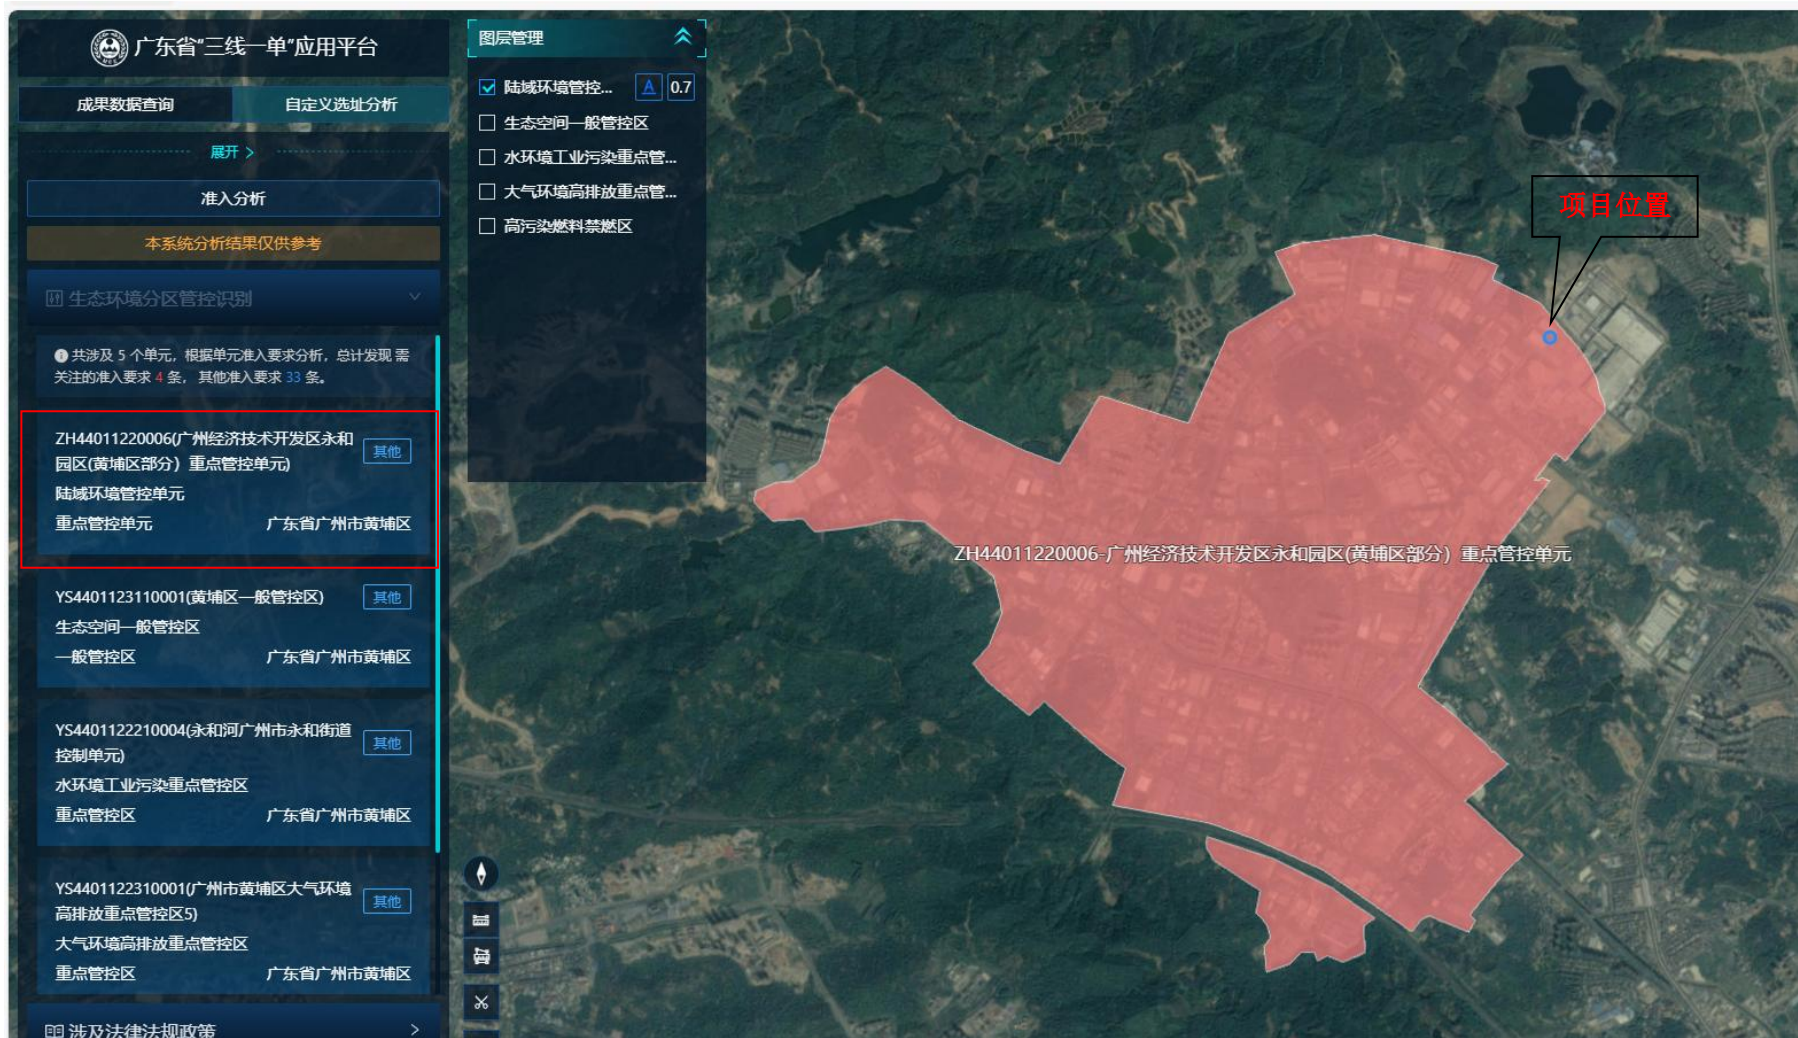 广东省“三线一单”应用平台
成果数据查询
自定义选址分析
展开 >
准入分析
本系统分析结果仅供参考
生态环境分区管控识别
共涉及 5 个单元，根据单元准入要求分析，总计发现 需
关注的准入要求 4 条， 其他准入要求 33 条。
ZH44011220006(广州经济技术开发区永和
园区(黄埔区部分）重点管控单元)
其他
陆域环境管控单元
重点管控单元 广东省广州市黄埔区
YS4401123110001(黄埔区一般管控区)
其他
生态空间一般管控区
一般管控区 广东省广州市黄埔区
YS4401122210004(永和河广州市永和街道
控制单元)
其他
水环境工业污染重点管控区
重点管控区 广东省广州市黄埔区
YS4401122310001(广州市黄埔区大气环境
高排放重点管控区5)
其他
大气环境高排放重点管控区
重点管控区 广东省广州市黄埔区
涉及法律法规政策
图层管理
陆域环境管控... A 0.7
生态空间一般管控区
水环境工业污染重点管...
大气环境高排放重点管...
高污染燃料禁燃区
项目位置
ZH44011220006-广州经济技术开发区永和园区(黄埔区部分）重点管控单元